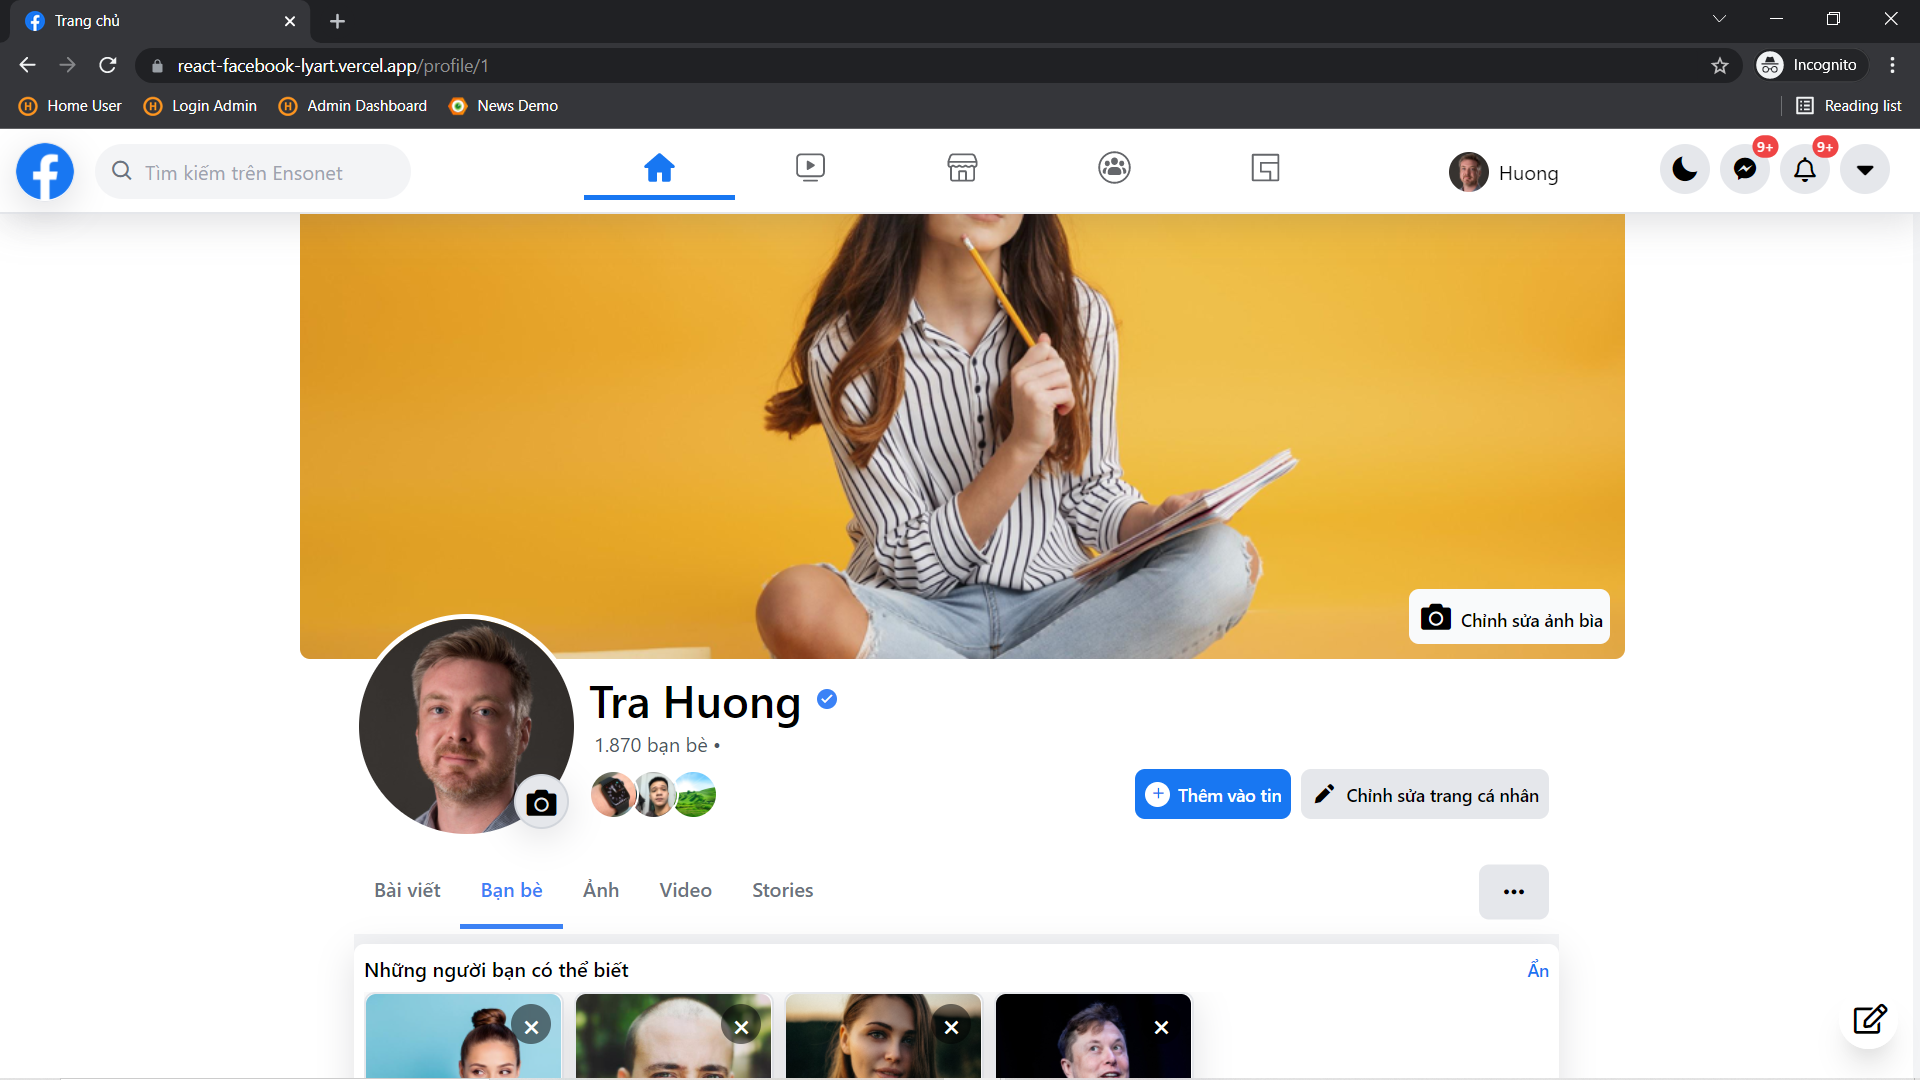 Trang chủ
react-facebook-lyart.vercel.app/profile/1
Incognito
Home User
Login Admin
Admin Dashboard
News Demo
Reading list
Tìm kiếm trên Ensonet
Huong
9+
9+
Chỉnh sửa ảnh bìa
Tra Huong
1.870 bạn bè •
Thêm vào tin
Chỉnh sửa trang cá nhân
Bài viết
Bạn bè
Ảnh
Video
Stories
Những người bạn có thể biết
Ẩn